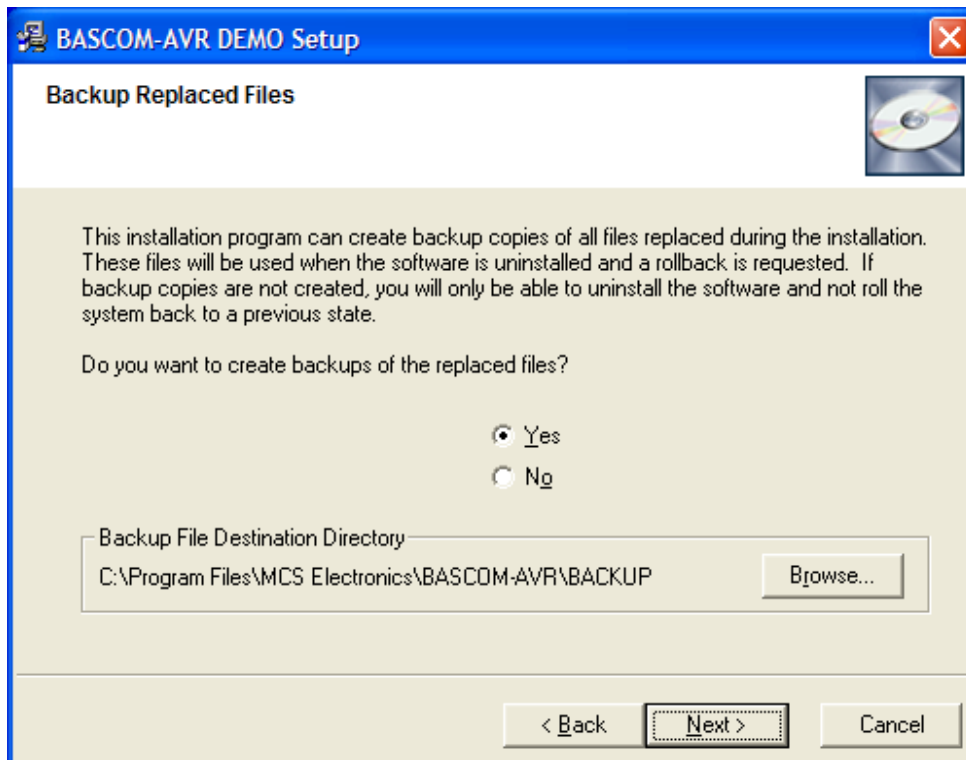 BASCOM-AVR DEMO Setup
Backup Replaced Files
This installation program can create backup copies of all files replaced during the installation.
These files will be used when the software is uninstalled and a rollback is requested. If
backup copies are not created, you will only be able to uninstall the software and not roll the
system back to a previous state.
Do you want to create backups of the replaced files?
Yes
No
Backup File Destination Directory
C:\Program Files\MCS Electronics\BASCOM-AVR\BACKUP
Browse...
< Back
Next >
Cancel